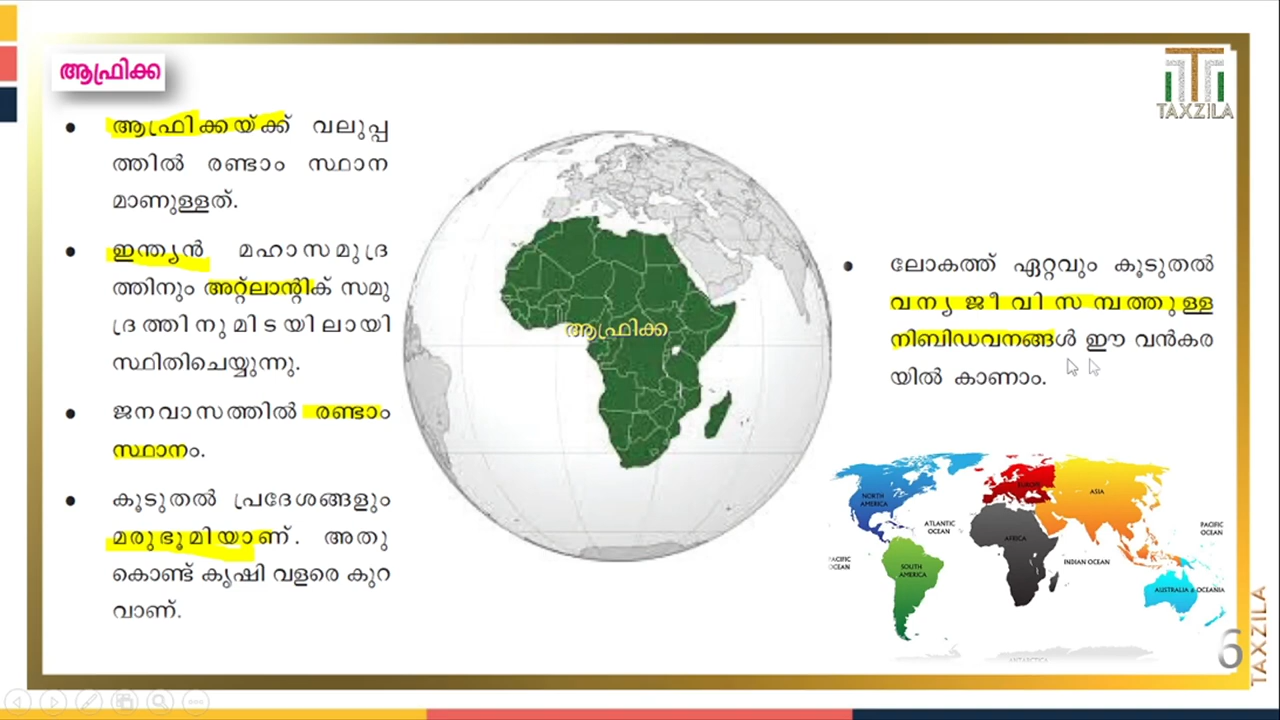 ആഫ്രിക്ക
TAXZILA
• ആഫ്രിക്കയ്ക്ക് വലുപ്പ
ത്തിൽ രണ്ടാം സ്ഥാന
മാണുള്ളത്.
• ഇന്ത്യൻ മഹാസമുദ്ര
ത്തിനും അറ്റ്ലാന്റിക് സമു
ദ്രത്തിനുമിടയിലായി
സ്ഥിതിചെയ്യുന്നു.
• ജനവാസത്തിൽ രണ്ടാം
സ്ഥാനം.
• കൂടുതൽ പ്രദേശങ്ങളും
മരുഭൂമിയാണ്. അതു
കൊണ്ട് കൃഷി വളരെ കുറ
വാണ്.
ആഫ്രിക്ക
• ലോകത്ത് ഏറ്റവും കൂടുതൽ
വന്യജീവിസമ്പത്തുള്ള
നിബിഡവനങ്ങൾ ഈ വൻകര
യിൽ കാണാം.
NORTH
AMERICA
EUROPE
ASIA
ATLANTIC
OCEAN
PACIFIC
OCEAN
AFRICA
PACIFIC
OCEAN
INDIAN OCEAN
SOUTH
AMERICA
AUSTRALIA & OCEANIA
ANTARCTICA
6
TAXZILA